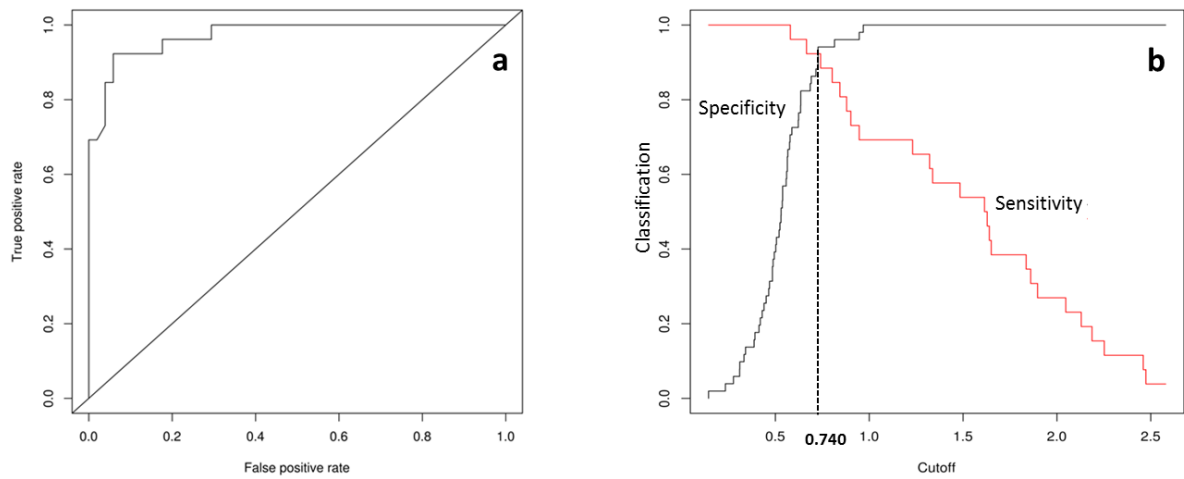 a
True positive rate
1.0
0.8
0.6
0.4
0.2
0.0
0.0 0.2 0.4 0.6 0.8 1.0
False positive rate
b
Classification
1.0
0.8
0.6
0.4
0.2
0.0
Specificity
Sensitivity
0.5 0.740 1.0 1.5 2.0 2.5
Cutoff